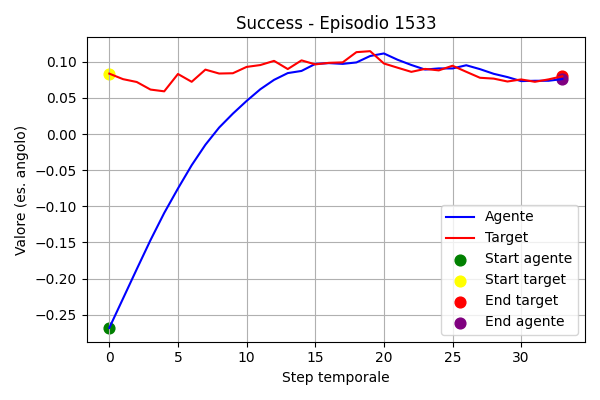 Success - Episodio 1533
Valore (es. angolo)
0.10
0.05
0.00
−0.05
−0.10
−0.15
−0.20
−0.25
Agente
Target
Start agente
Start target
End target
End agente
0 5 10 15 20 25 30
Step temporale